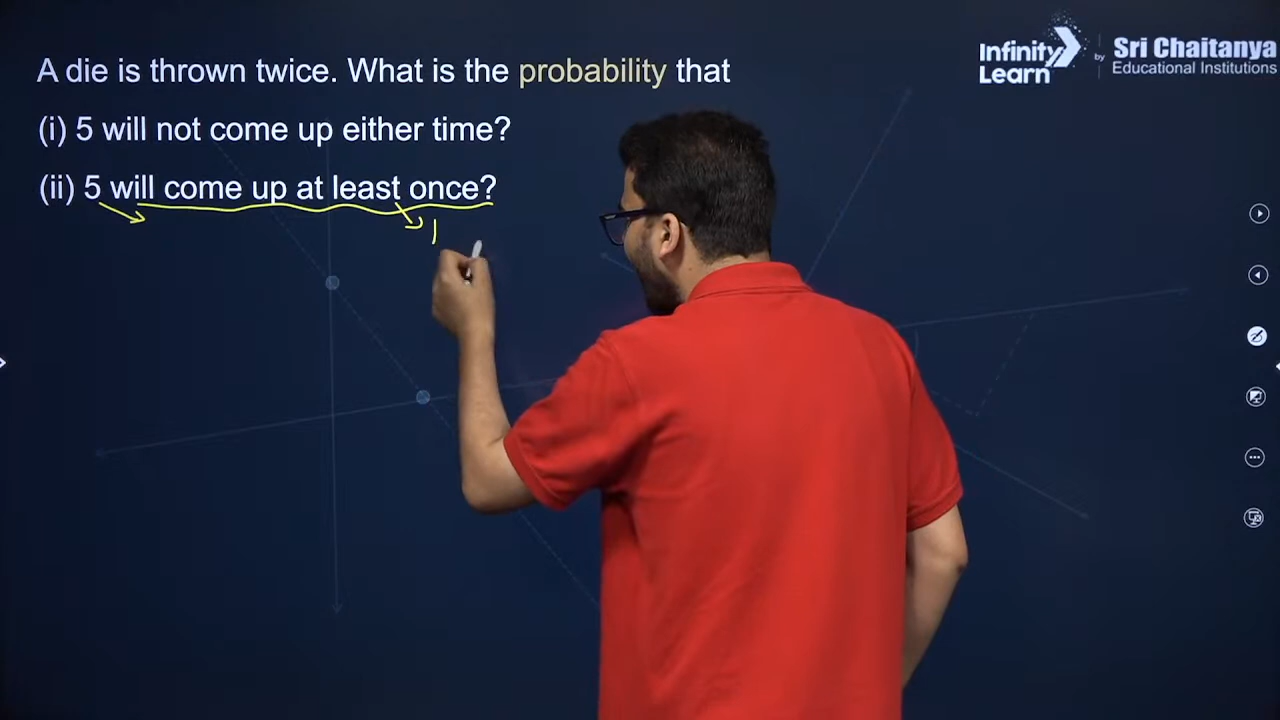 A die is thrown twice. What is the probability that
(i) 5 will not come up either time?
(ii) 5 will come up at least once?
1
Infinity Learn by Sri Chaitanya Educational Institutions